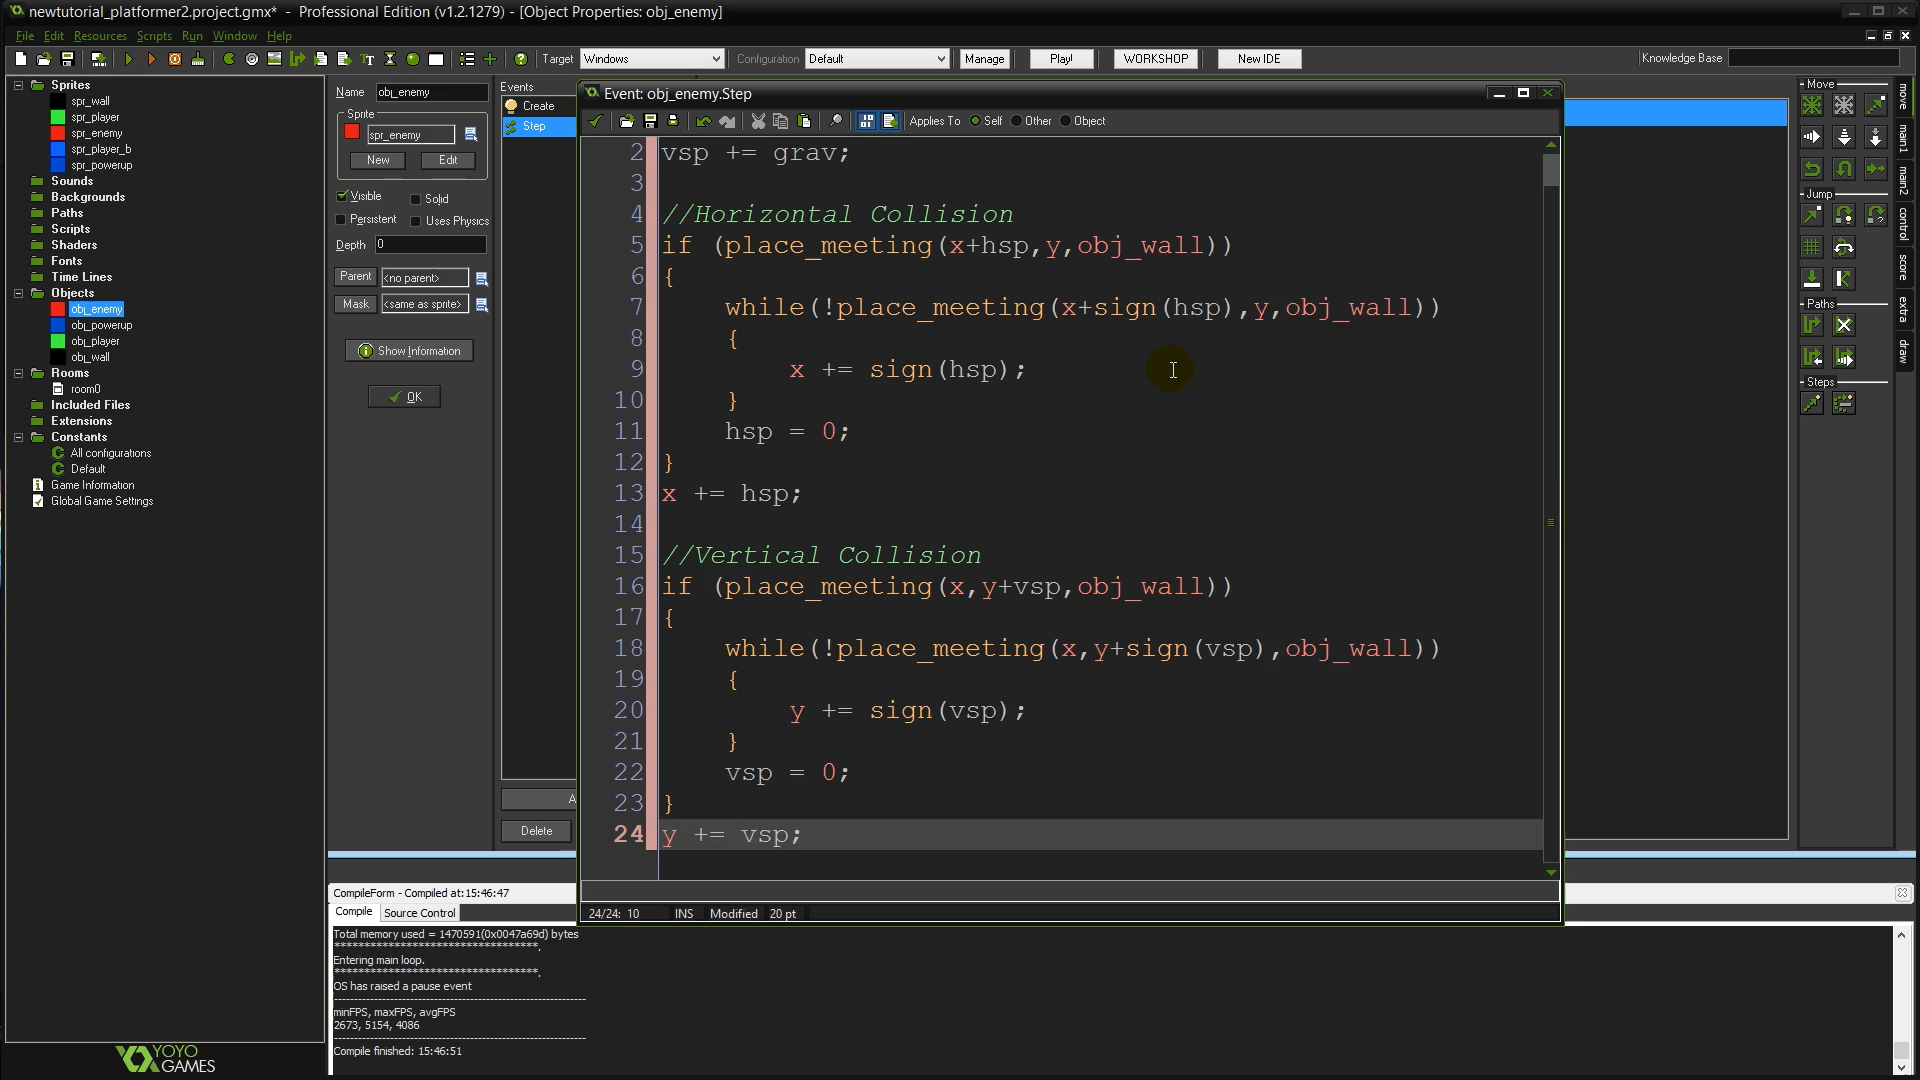 newtutorial_platformer2.project.gmx* - Professional Edition (v1.2.1279) - [Object Properties: obj_enemy]
File Edit Resources Scripts Run Window Help
Target Windows Configuration Default Manage Play! WORKSHOP New IDE Knowledge Base
Sprites
spr_wall
spr_player
spr_enemy
spr_player_b
spr_powerup
Sounds
Backgrounds
Paths
Scripts
Shaders
Fonts
Time Lines
Objects
obj_enemy
obj_powerup
obj_player
obj_wall
Rooms
room0
Included Files
Extensions
Constants
All configurations
Default
Game Information
Global Game Settings
YOYO
GAMES
Name obj_enemy
Sprite
spr_enemy
New Edit
Visible Solid
Persistent Uses Physics
Depth 0
Parent <no parent>
Mask <same as sprite>
Show Information
OK
Events
Create
Step
A
Delete
Event: obj_enemy.Step
Applies To Self Other Object
2 vsp += grav;
3
4 //Horizontal Collision
5 if (place_meeting(x+hsp,y,obj_wall))
6 {
7 while(!place_meeting(x+sign(hsp),y,obj_wall))
8 {
9 x += sign(hsp);
10 }
11 hsp = 0;
12 }
13 x += hsp;
14
15 //Vertical Collision
16 if (place_meeting(x,y+vsp,obj_wall))
17 {
18 while(!place_meeting(x,y+sign(vsp),obj_wall))
19 {
20 y += sign(vsp);
21 }
22 vsp = 0;
23 }
24 y += vsp;
24/24: 10 INS Modified 20 pt
Move
Jump
Paths
Steps
move
main1
main2
control
score
extra
draw
CompileForm - Compiled at:15:46:47
Compile Source Control
Total memory used = 1470591(0x0047a69d) bytes
**************************************.
Entering main loop.
**************************************.
OS has raised a pause event
minFPS, maxFPS, avgFPS
2673, 5154, 4086
Compile finished: 15:46:51